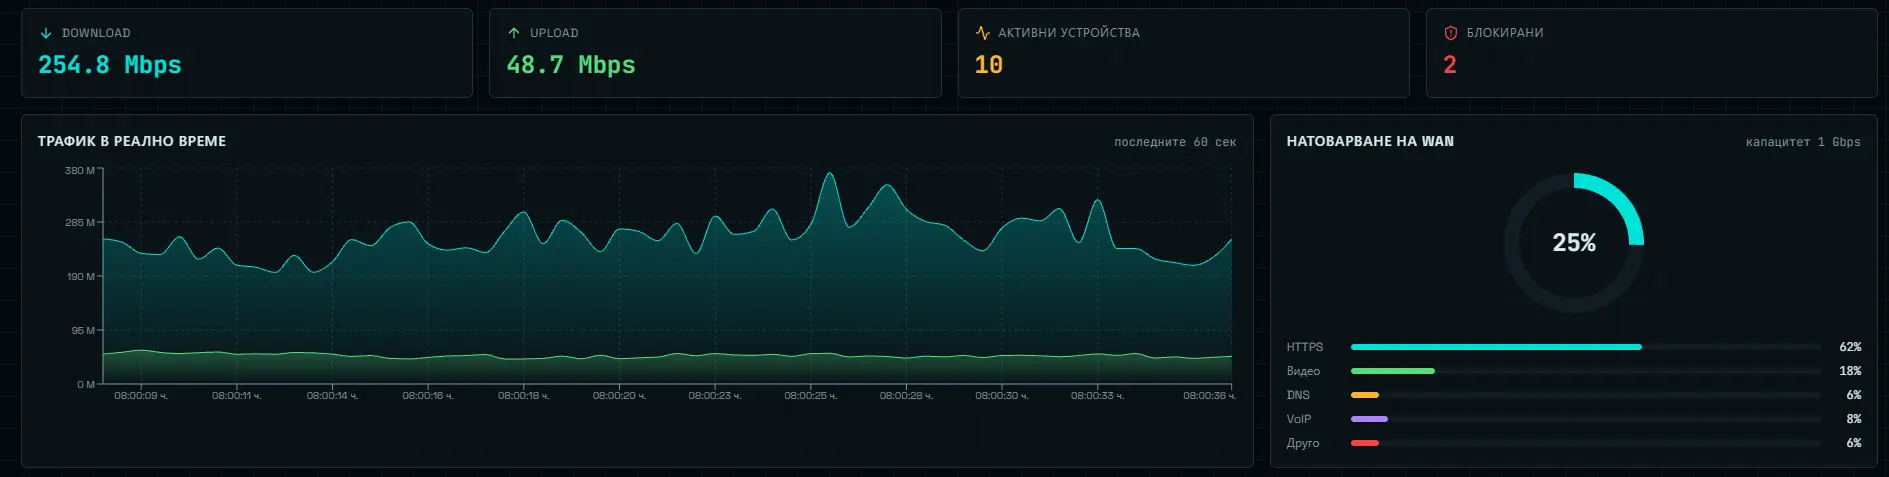 DOWNLOAD
254.8 Mbps
UPLOAD
48.7 Mbps
АКТИВНИ УСТРОЙСТВА
10
БЛОКИРАНИ
2
ТРАФИК В РЕАЛНО ВРЕМЕ
последните 60 сек
380 M
285 M
190 M
95 M
0 M
08:00:09 ч.
08:00:11 ч.
08:00:14 ч.
08:00:16 ч.
08:00:18 ч.
08:00:20 ч.
08:00:23 ч.
08:00:25 ч.
08:00:28 ч.
08:00:30 ч.
08:00:33 ч.
08:00:36 ч.
НАТОВАРВАНЕ НА WAN
капацитет 1 Gbps
25%
HTTPS 62%
Видео 18%
DNS 6%
VoIP 8%
Друго 6%